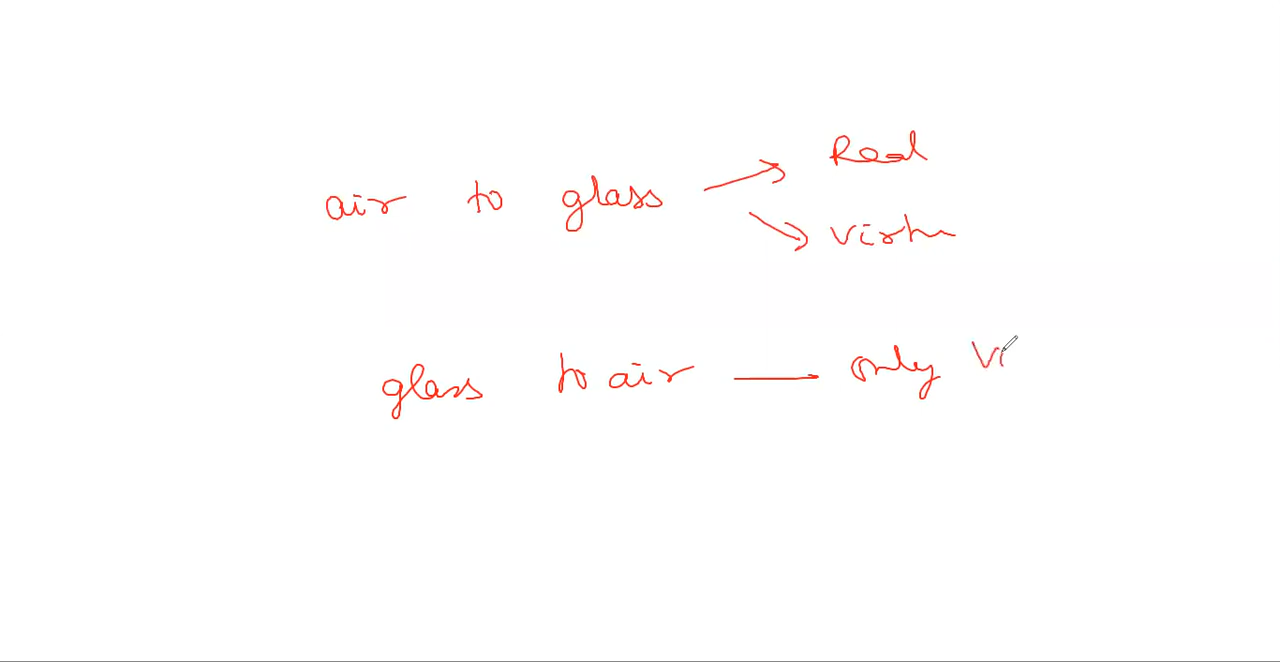 Real
air to glass
virtu
glass to air — only Vi